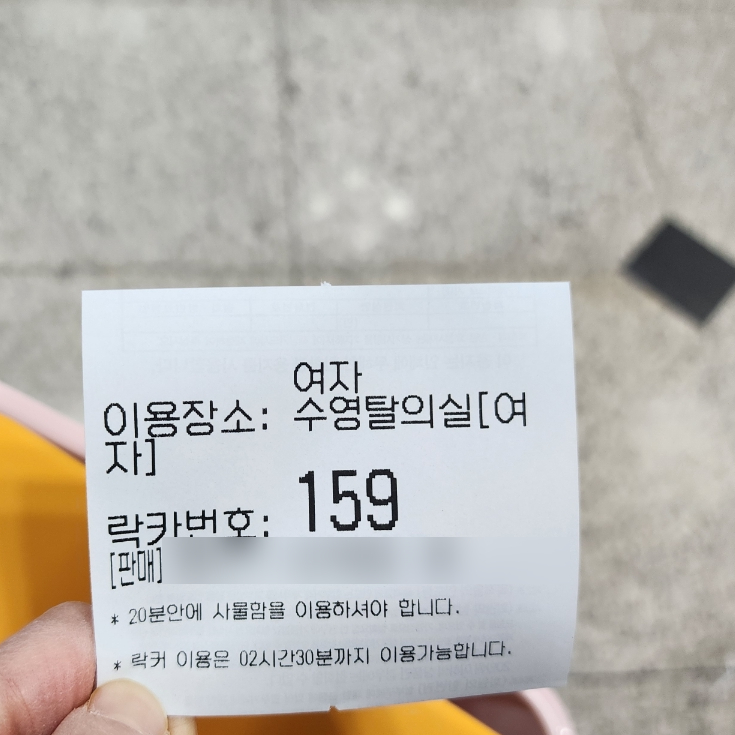 여자
이용장소: 수영탈의실[여
자]
락카번호: 159
[판매]
* 20분안에 사물함을 이용하셔야 합니다.
* 락커 이용은 02시간30분까지 이용가능합니다.